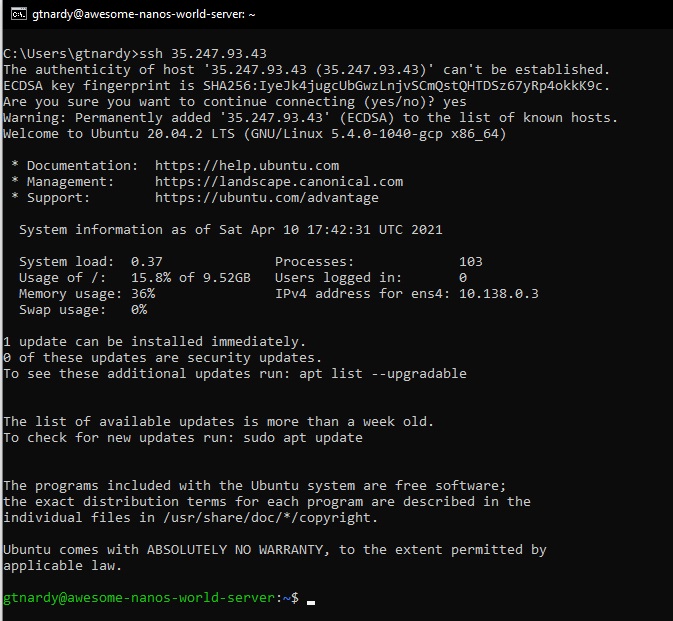 gtnardy@awesome-nanos-world-server: ~
C:\Users\gtnardy>ssh 35.247.93.43
The authenticity of host '35.247.93.43 (35.247.93.43)' can't be established.
ECDSA key fingerprint is SHA256:IyeJk4jugcUbGwzLnjvSCmQstQHTDSz67yRp4okkK9c.
Are you sure you want to continue connecting (yes/no)? yes
Warning: Permanently added '35.247.93.43' (ECDSA) to the list of known hosts.
Welcome to Ubuntu 20.04.2 LTS (GNU/Linux 5.4.0-1040-gcp x86_64)
* Documentation:  https://help.ubuntu.com
* Management:     https://landscape.canonical.com
* Support:        https://ubuntu.com/advantage
System information as of Sat Apr 10 17:42:31 UTC 2021
System load:  0.37              Processes:             103
Usage of /:   15.8% of 9.52GB   Users logged in:       0
Memory usage: 36%               IPv4 address for ens4: 10.138.0.3
Swap usage:   0%
1 update can be installed immediately.
0 of these updates are security updates.
To see these additional updates run: apt list --upgradable
The list of available updates is more than a week old.
To check for new updates run: sudo apt update
The programs included with the Ubuntu system are free software;
the exact distribution terms for each program are described in the
individual files in /usr/share/doc/*/copyright.
Ubuntu comes with ABSOLUTELY NO WARRANTY, to the extent permitted by
applicable law.
gtnardy@awesome-nanos-world-server:~$ _